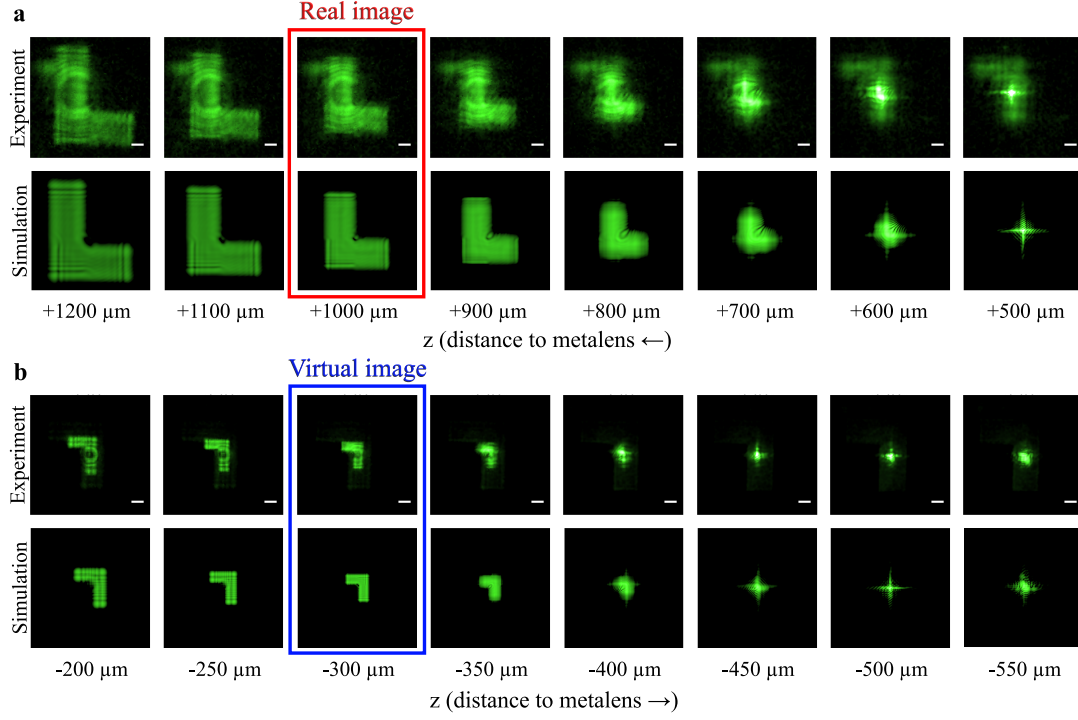 a
Real image
Experiment
Simulation
+1200 µm +1100 µm +1000 µm +900 µm +800 µm +700 µm +600 µm +500 µm
z (distance to metalens ←)
b
Virtual image
Experiment
Simulation
-200 µm -250 µm -300 µm -350 µm -400 µm -450 µm -500 µm -550 µm
z (distance to metalens →)